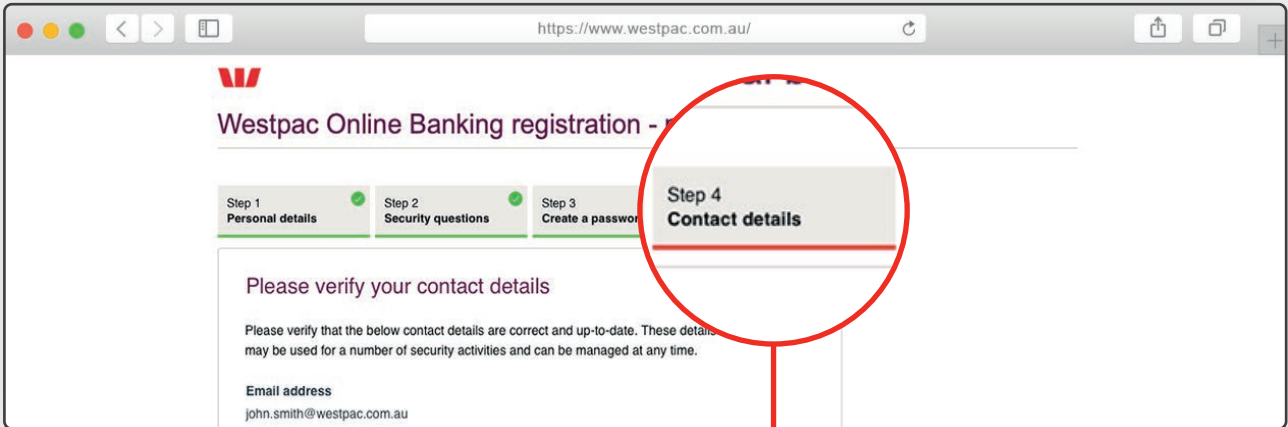 https://www.westpac.com.au/
Westpac Online Banking registration -
Step 1
Personal details
Step 2
Security questions
Step 3
Create a passwor
Step 4
Contact details
Please verify your contact details
Please verify that the below contact details are correct and up-to-date. These details
may be used for a number of security activities and can be managed at any time.
Email address
john.smith@westpac.com.au